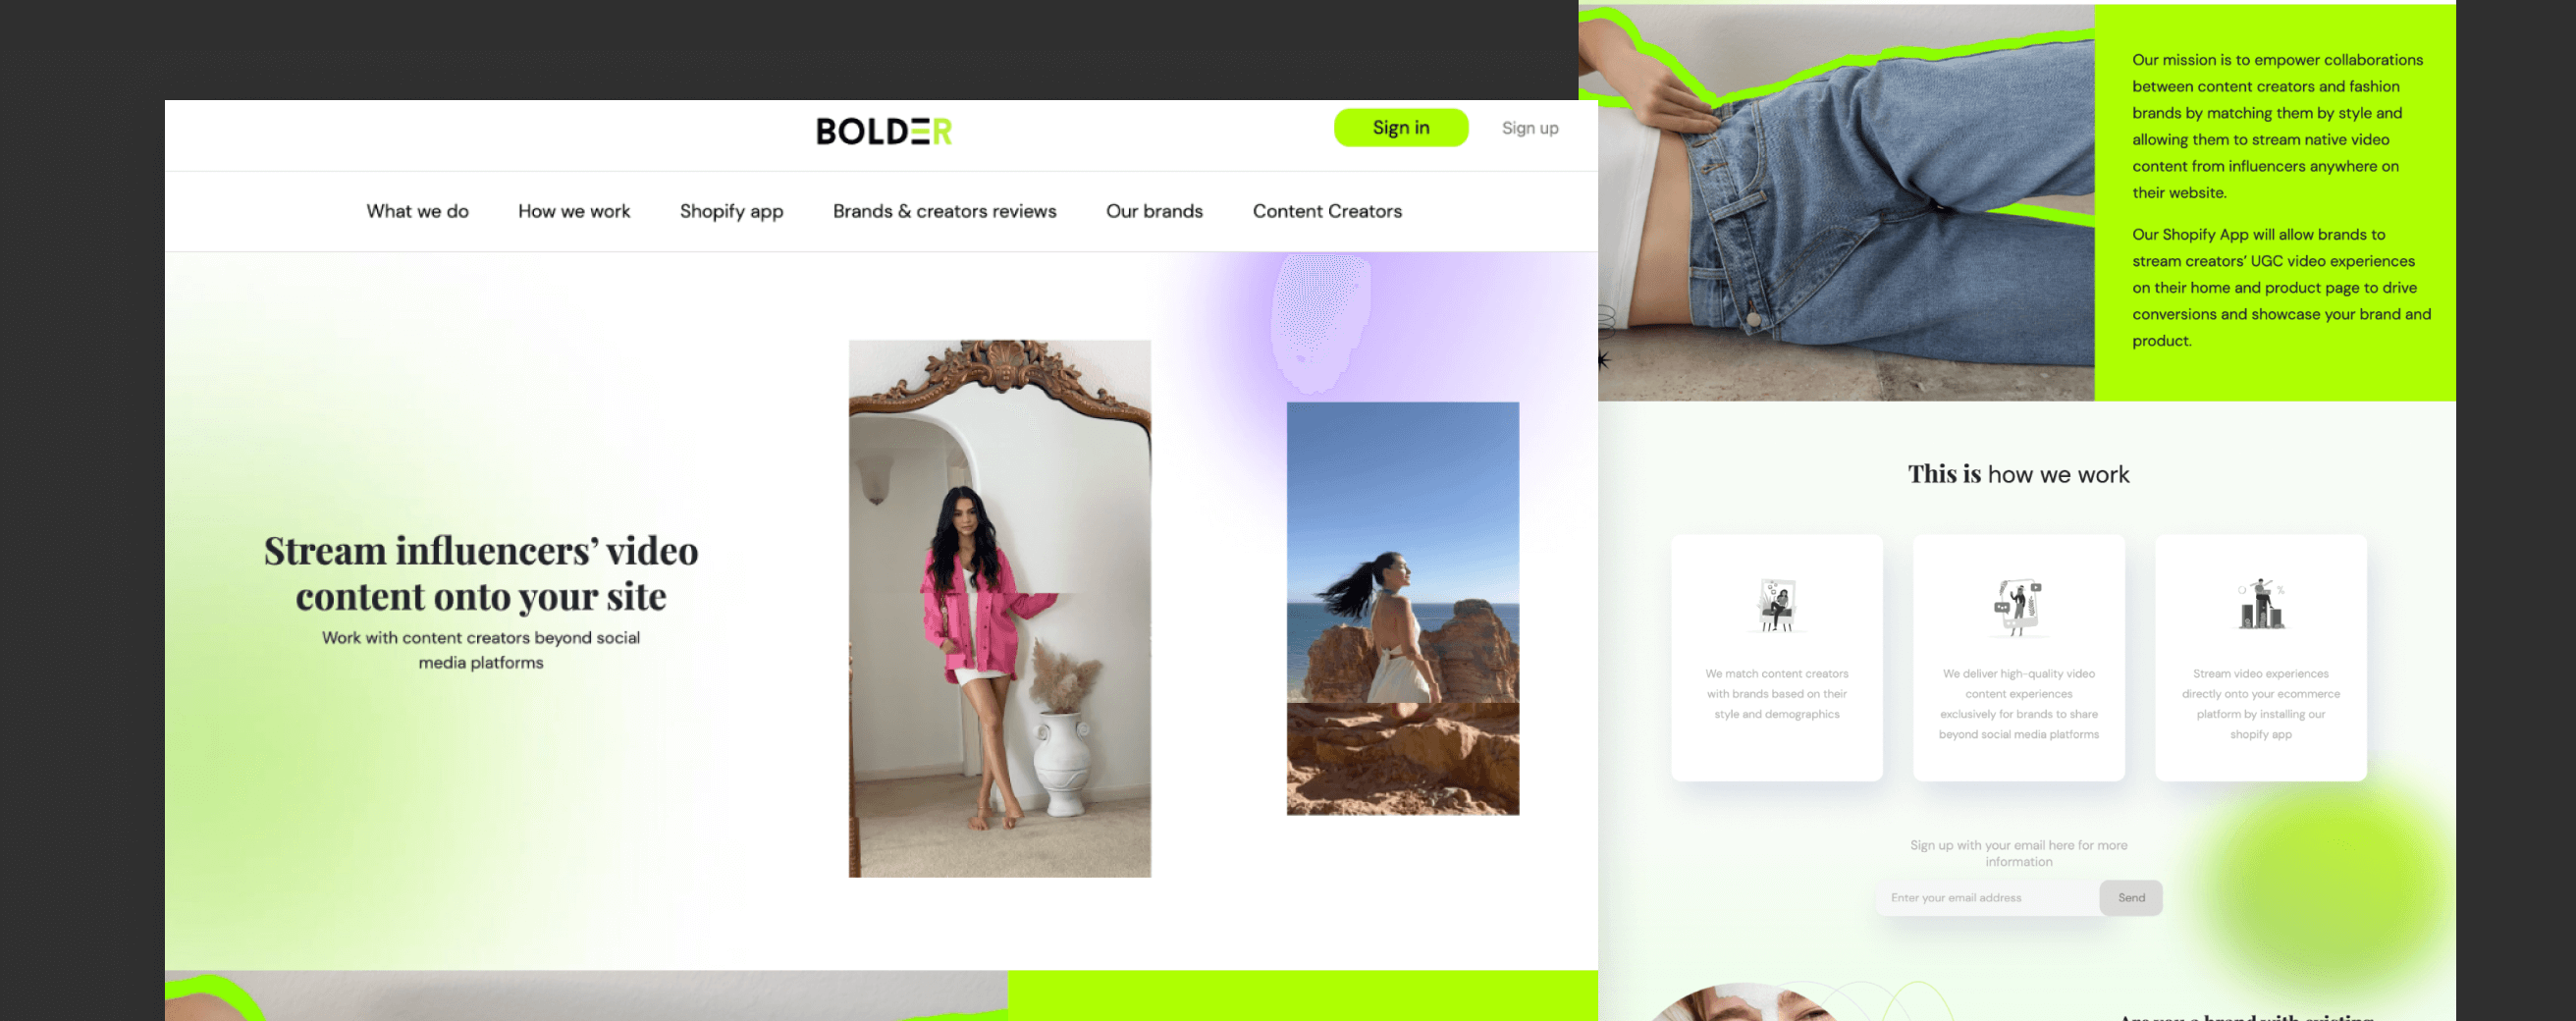 BOLDER
Sign in
Sign up
What we do
How we work
Shopify app
Brands & creators reviews
Our brands
Content Creators
Stream influencers’ video
content onto your site
Work with content creators beyond social
media platforms
Our mission is to empower collaborations
between content creators and fashion
brands by matching them by style and
allowing them to stream native video
content from influencers anywhere on
their website.
Our Shopify App will allow brands to
stream creators’ UGC video experiences
on their home and product page to drive
conversions and showcase your brand and
product.
This is how we work
We match content creators
with brands based on their
style and demographics
We deliver high-quality video
content experiences
exclusively for brands to share
beyond social media platforms
Stream video experiences
directly onto your ecommerce
platform by installing our
shopify app
Sign up with your email here for more
information
Enter your email address
Send
Are you a brand with existing